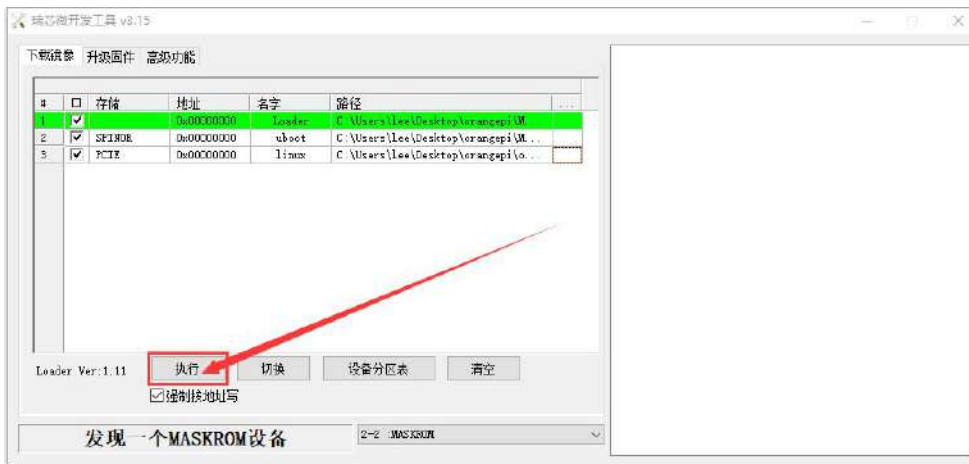 瑞芯微开发工具 v3.15
下载镜像 升级固件 高级功能
# 口 存储 地址 名字 路径 ...
1 0x00000000 Loader C:\Users\lee\Desktop\orangepi\M...
2 SPINOR 0x00000000 uboot C:\Users\lee\Desktop\orangepi\M...
3 PCIE 0x00000000 linux C:\Users\lee\Desktop\orangepi\o...
Loader Ver:1.11 执行 切换 设备分区表 清空
强制按地址写
发现一个MASKROM设备 2-2 :MASKROM